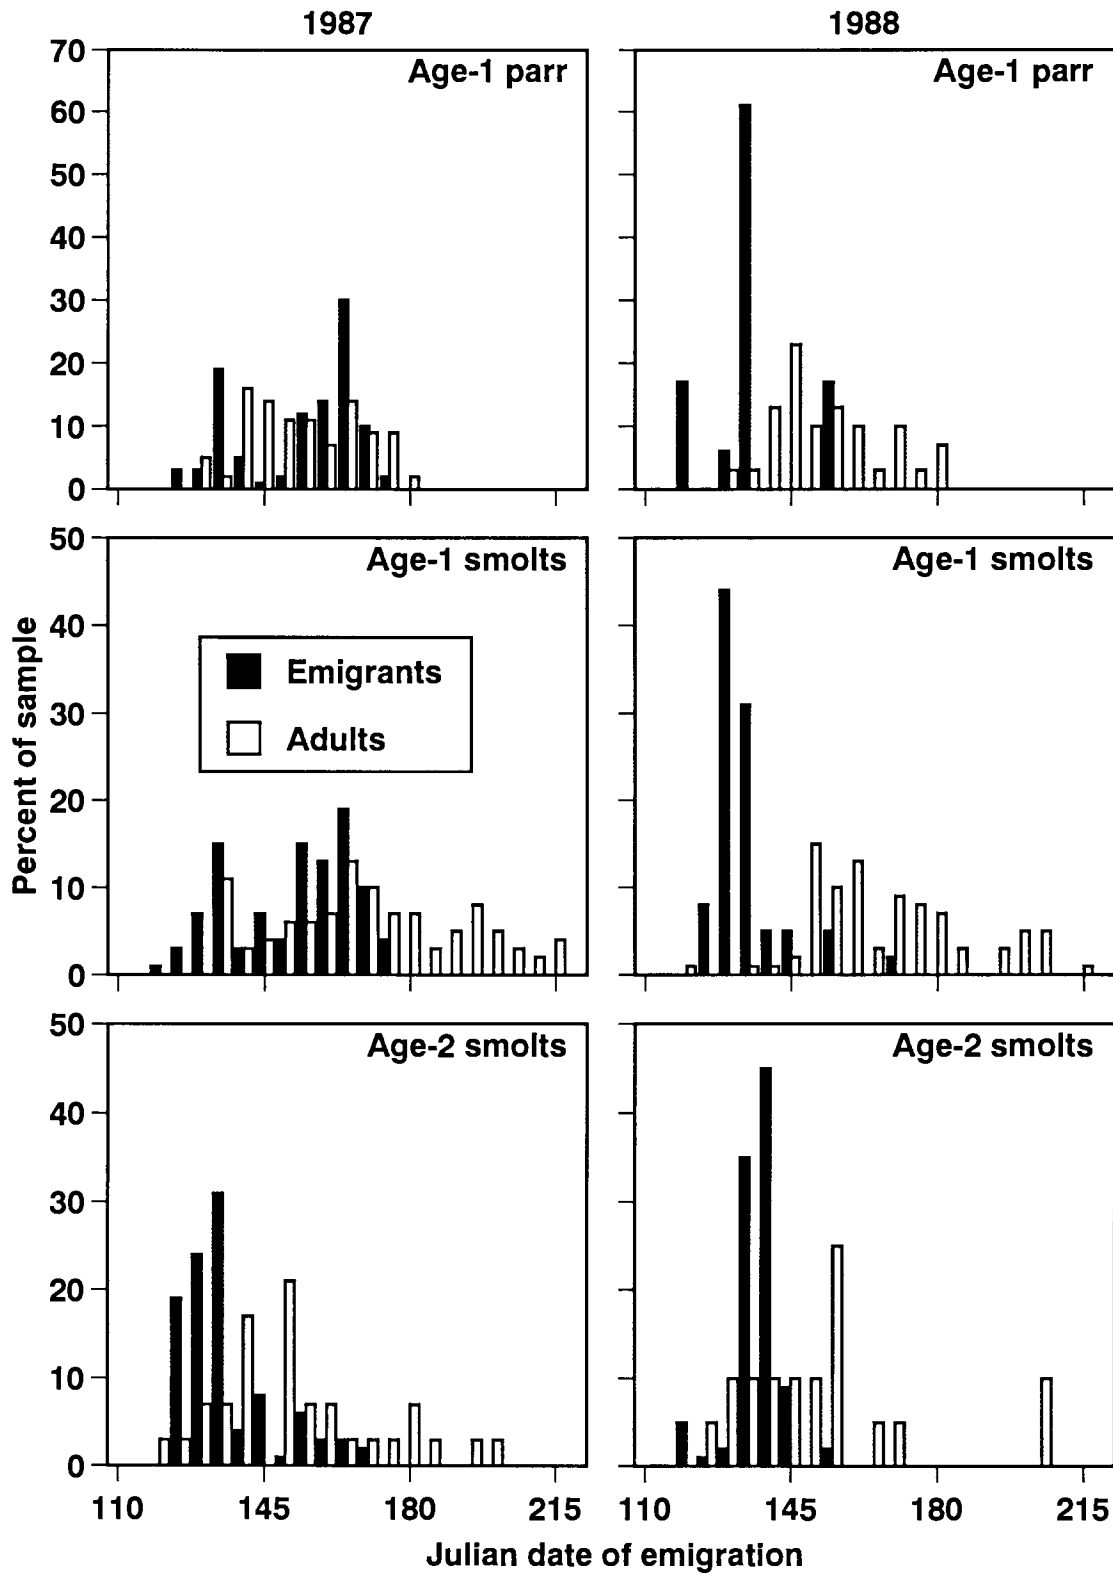 1987 1988
70 Age-1 parr Age-1 parr
60
50
40
30
20
10
0
50 Age-1 smolts Age-1 smolts
40
Emigrants
30
Adults
20
10
0
Percent of sample
50 Age-2 smolts Age-2 smolts
40
30
20
10
0
110 145 180 215 110 145 180 215
Julian date of emigration